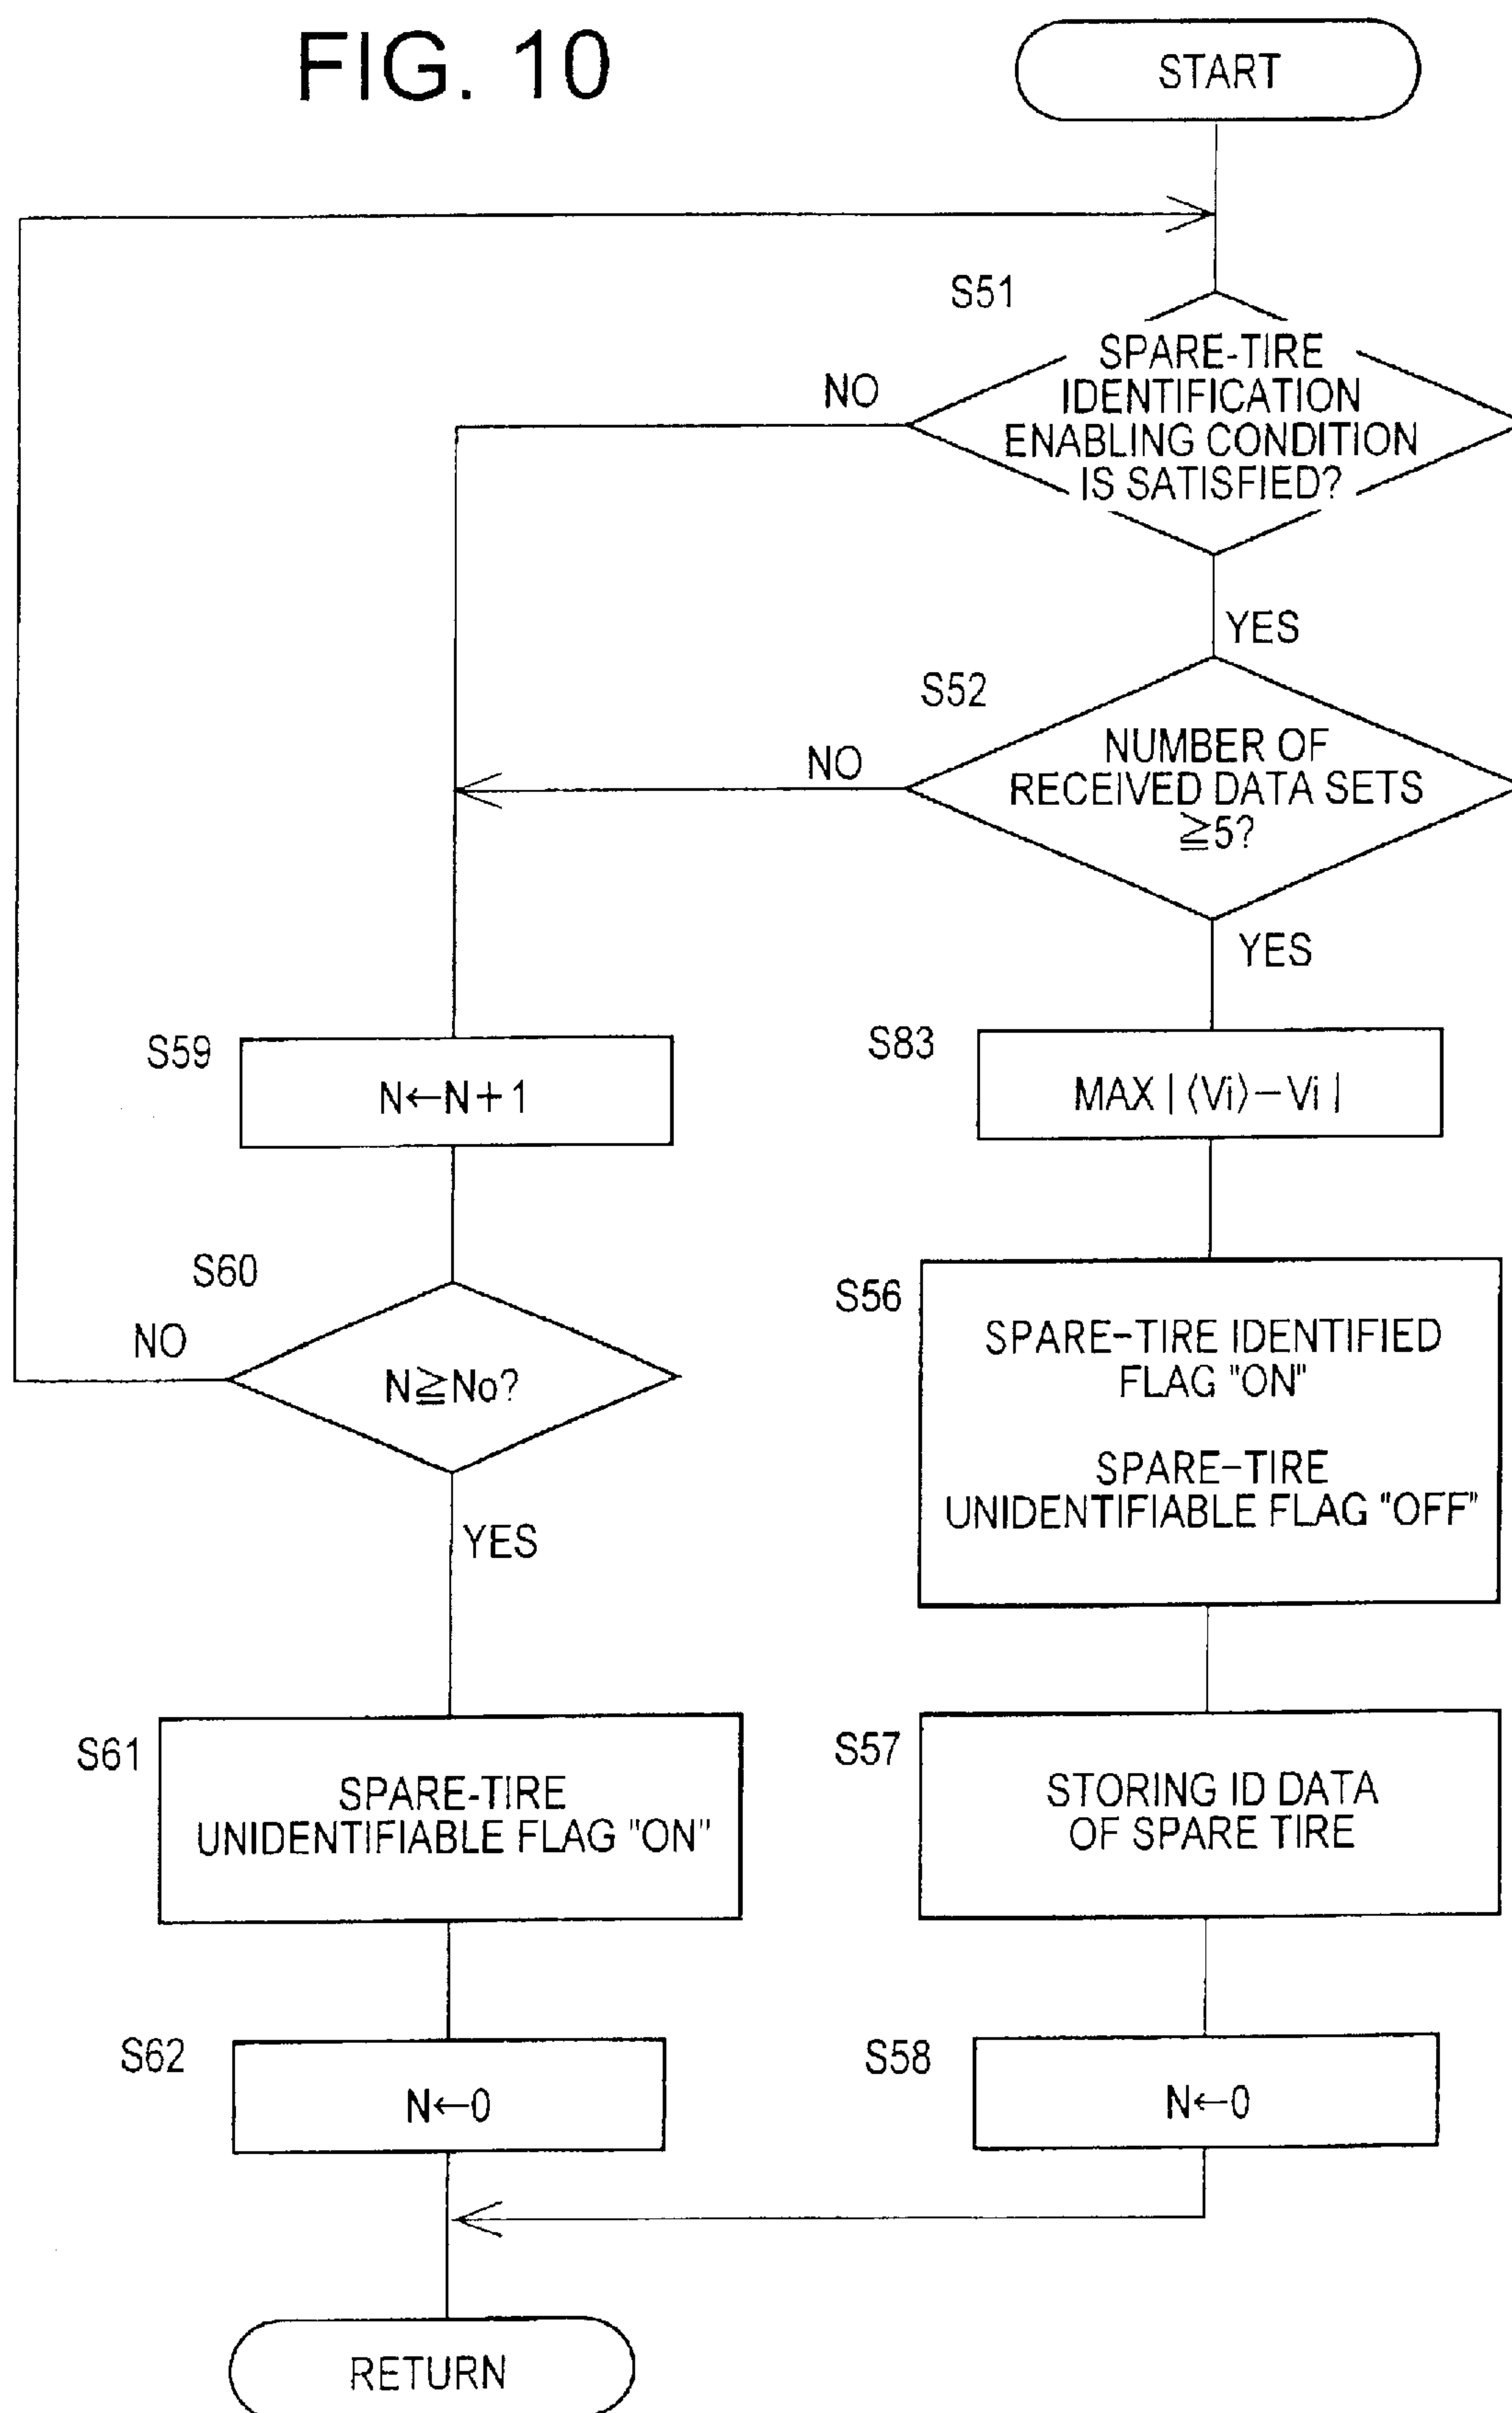 FIG. 10
START
S51
SPARE-TIRE
IDENTIFICATION
ENABLING CONDITION
IS SATISFIED?
NO
YES
S52
NUMBER OF
RECEIVED DATA SETS
≧5?
NO
YES
S59
N←N+1
S83
MAX | ⟨Vi⟩−Vi |
S60
N≧No?
NO
YES
S56
SPARE-TIRE IDENTIFIED
FLAG "ON"
SPARE-TIRE
UNIDENTIFIABLE FLAG "OFF"
S61
SPARE-TIRE
UNIDENTIFIABLE FLAG "ON"
S57
STORING ID DATA
OF SPARE TIRE
S62
N←0
S58
N←0
RETURN